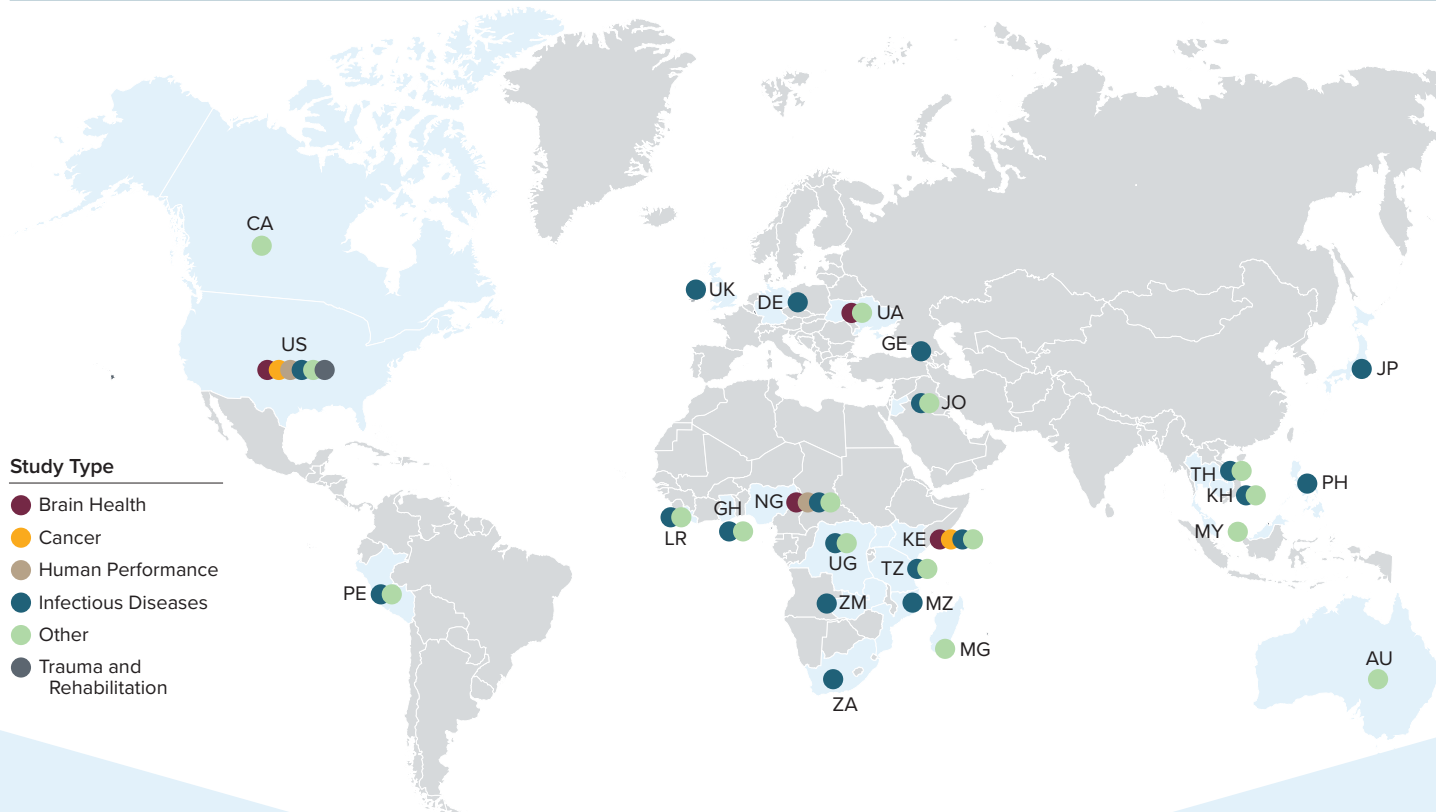 CA
US
UK
DE
UA
GE
JO
JP
TH
KH
PH
MY
NG
GH
LR
KE
UG
TZ
ZM
MZ
MG
ZA
PE
AU
Study Type
Brain Health
Cancer
Human Performance
Infectious Diseases
Other
Trauma and
Rehabilitation